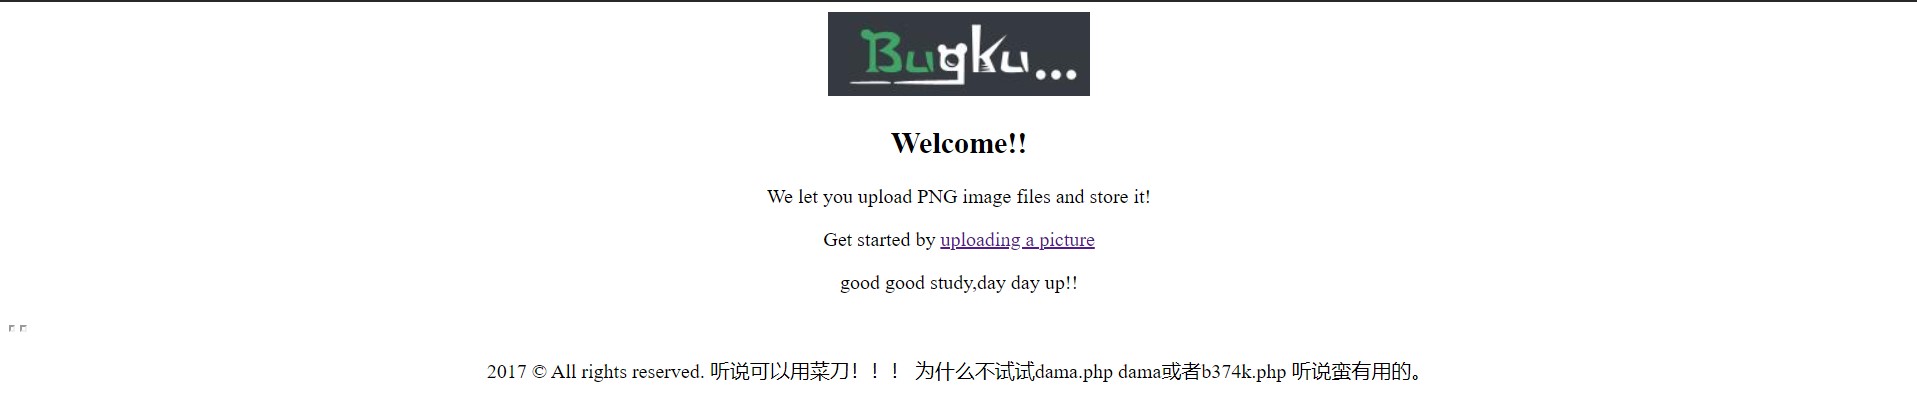 Bugku...
Welcome!!
We let you upload PNG image files and store it!
Get started by uploading a picture
good good study,day day up!!
2017 © All rights reserved. 听说可以用菜刀！！！ 为什么不试试dama.php dama或者b374k.php 听说蛮有用的。